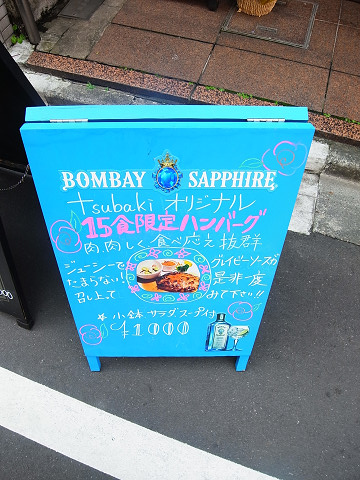 BOMBAY SAPPHIRE
tsubaki オリジナル
15食限定ハンバーグ
肉肉しく食べ応え抜群
ジューシーで
たまらない!
召し上て
グレイビーソースが
是非一度
みて下さい!!
★小鉢 サラダ スープ付
¥1000